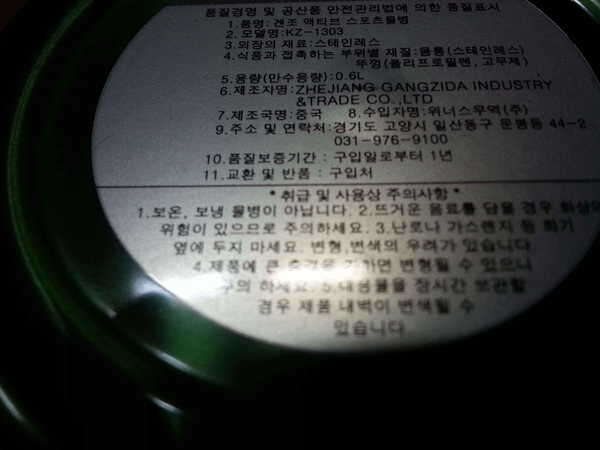 품질경영 및 공산품 안전관리법에 의한 품질표시
1.품명:겐조 액티브 스포츠물병
2.모델명:KZ-1303
3.외장의 재료:스테인레스
4.식품과 접촉하는 부위별 재질:몸통(스테인레스)
뚜껑(폴리프로필렌, 고무제)
5.용량(만수용량):0.6L
6.제조자명:ZHEJIANG GANGZIDA INDUSTRY
&TRADE CO.,LTD
7.제조국명:중국 8.수입자명:위너스무역(주)
9.주소 및 연락처:경기도 고양시 일산동구 문봉동 44-2
031-976-9100
10.품질보증기간 : 구입일로부터 1년
11.교환 및 반품 : 구입처
* 취급 및 사용상 주의사항 *
1.보온, 보냉 물병이 아닙니다. 2.뜨거운 음료를 담을 경우 화상의
위험이 있으므로 주의하세요. 3.난로나 가스렌지 등 화기
옆에 두지 마세요. 변형,변색의 우려가 있습니다
4.제품에 큰 충격을 가하면 변형될 수 있으니
주의 하세요. 5.내용물을 장시간 보관할
경우 제품 내벽이 변색될 수
있습니다